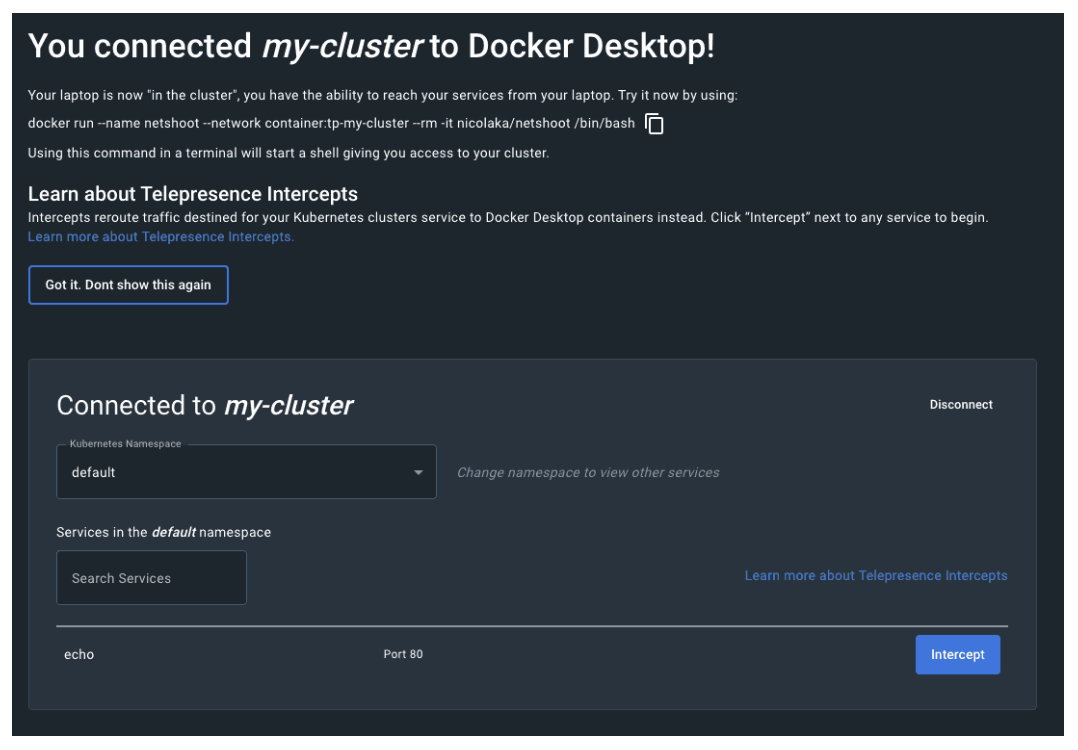 You connected my-cluster to Docker Desktop!
Your laptop is now "in the cluster", you have the ability to reach your services from your laptop. Try it now by using:
docker run --name netshoot --network container:tp-my-cluster --rm -it nicolaka/netshoot /bin/bash
Using this command in a terminal will start a shell giving you access to your cluster.
Learn about Telepresence Intercepts
Intercepts reroute traffic destined for your Kubernetes clusters service to Docker Desktop containers instead. Click “Intercept” next to any service to begin.
Learn more about Telepresence Intercepts.
Got it. Dont show this again
Connected to my-cluster
Disconnect
Kubernetes Namespace
default
Change namespace to view other services
Services in the default namespace
Search Services
Learn more about Telepresence Intercepts
echo
Port 80
Intercept